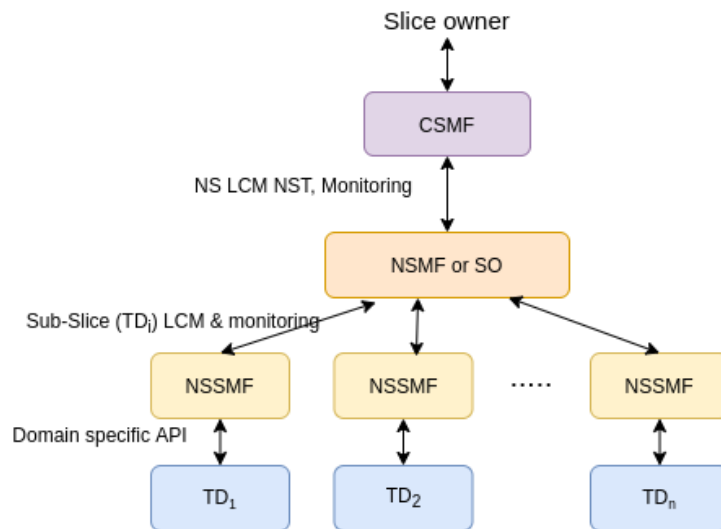 Slice owner
CSMF
NS LCM NST, Monitoring
NSMF or SO
Sub-Slice (TDᵢ) LCM & monitoring
NSSMF NSSMF ..... NSSMF
Domain specific API
TD₁ TD₂ TDₙ